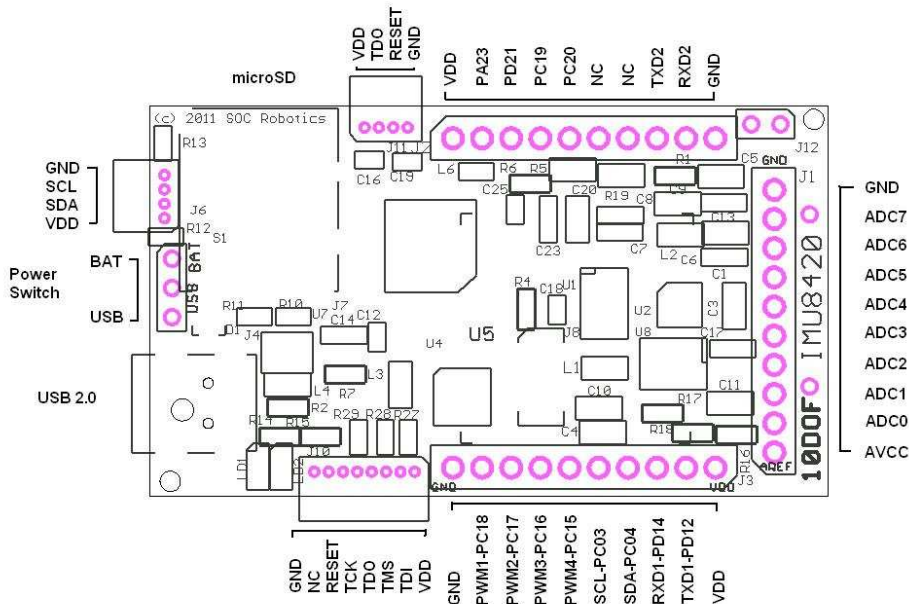 VDD
TDO
RESET
GND
VDD
PA23
PD21
PC19
PC20
NC
NC
TXD2
RXD2
GND
microSD
(c) 2011 SOC Robotics
R13
J11
J2
J12
C16
C19
L6
R6
R5
R1
C5
GND
J1
GND
SCL
SDA
VDD
J6
R12
S1
C25
C20
R19
C8
L9
C13
C23
C7
L2
C6
GND
ADC7
ADC6
ADC5
ADC4
ADC3
ADC2
ADC1
ADC0
AVCC
Power
Switch
BAT
USB
USB BAT
R11
R10
U7
J7
C14
C12
D1
J4
U4
U5
R4
C18
U1
J8
U2
U8
C1
C3
C17
IMU8420
10DOF
USB 2.0
L4
L3
R7
R2
L1
C10
C4
C11
R17
R18
R16
AREF
R14
R15
R29
R28
R27
LD1
LD2
J10
GND
VDD
J3
GND
NC
RESET
TCK
TDO
TMS
TDI
VDD
GND
PWM1-PC18
PWM2-PC17
PWM3-PC16
PWM4-PC15
SCL-PC03
SDA-PC04
RXD1-PD14
TXD1-PD12
VDD